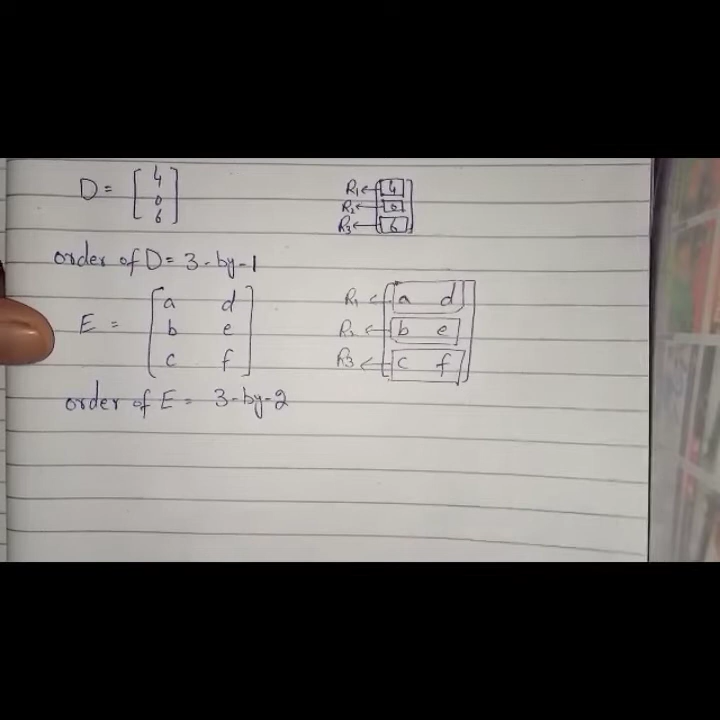 D = [4 R₁ ← [4]
0 R₂ ← [0]
6] R₃ ← [6]
order of D = 3-by-1
E = [a d R₁ ← [a d]
b e R₂ ← [b e]
c f] R₃ ← [c f]
order of E = 3-by-2